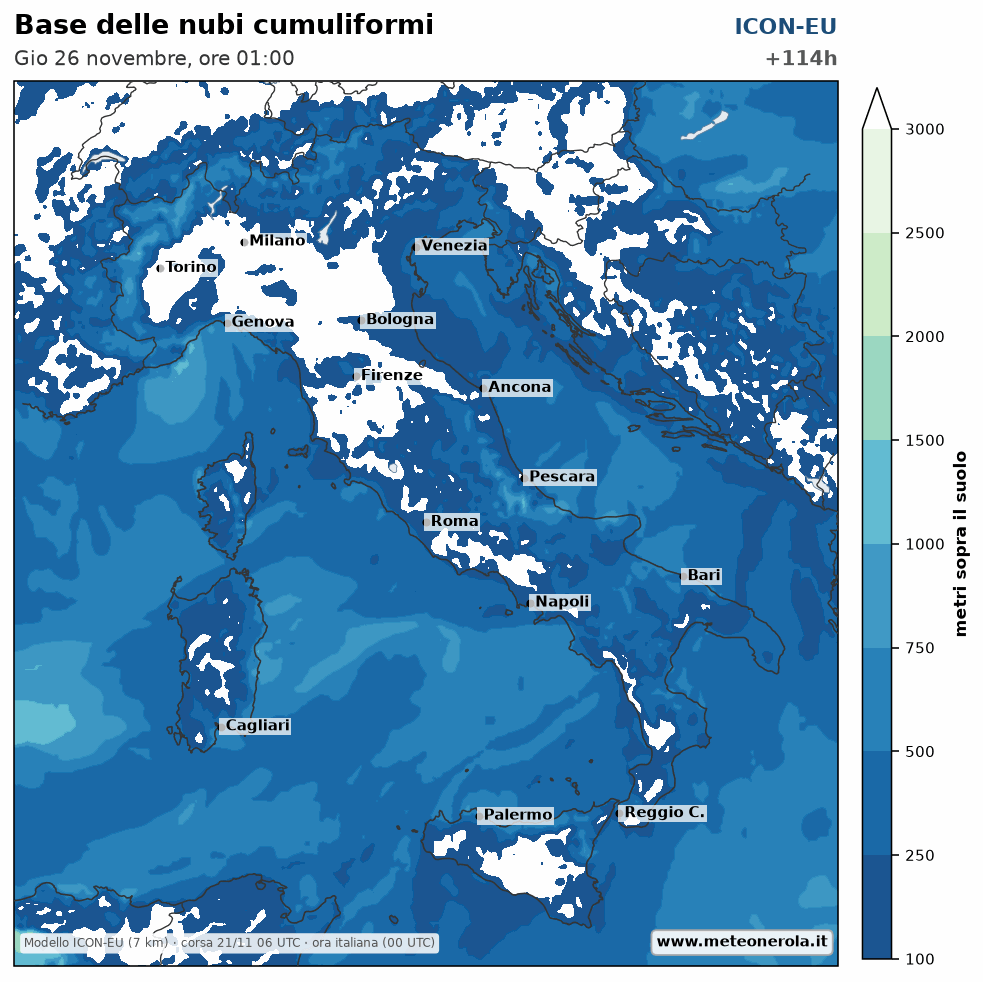 Base delle nubi cumuliformi
ICON-EU
Gio 26 novembre, ore 01:00
+114h
3000
2500
2000
1500
1000
750
500
250
100
metri sopra il suolo
Milano
Venezia
Torino
Genova
Bologna
Firenze
Ancona
Pescara
Roma
Bari
Napoli
Cagliari
Palermo
Reggio C.
Modello ICON-EU (7 km) · corsa 21/11 06 UTC · ora italiana (00 UTC)
www.meteonerola.it